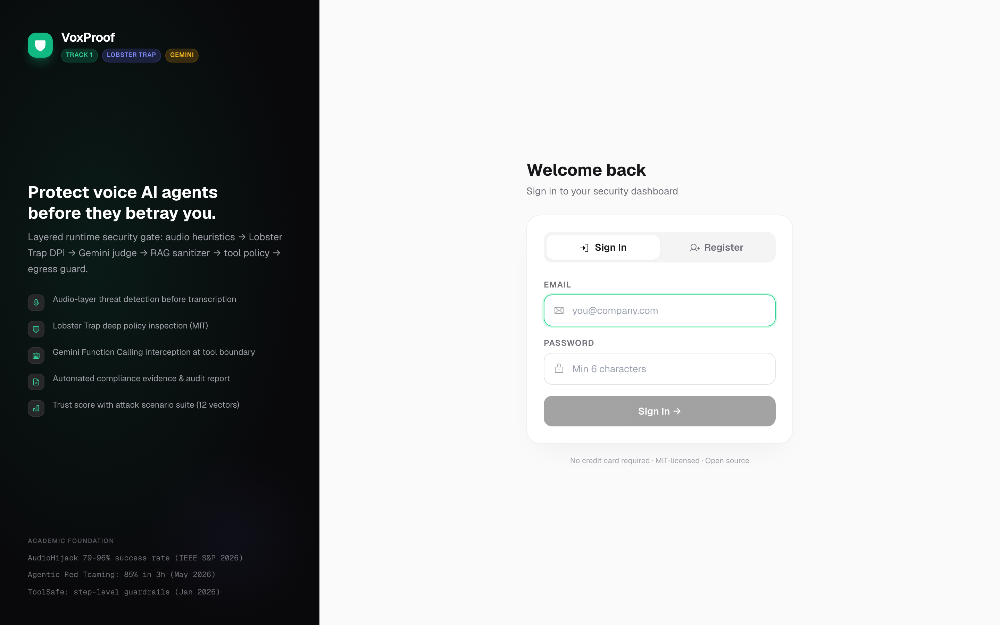 VoxProof
TRACK 1 LOBSTER TRAP GEMINI
Protect voice AI agents
before they betray you.
Layered runtime security gate: audio heuristics → Lobster
Trap DPI → Gemini judge → RAG sanitizer → tool policy →
egress guard.
Audio-layer threat detection before transcription
Lobster Trap deep policy inspection (MIT)
Gemini Function Calling interception at tool boundary
Automated compliance evidence & audit report
Trust score with attack scenario suite (12 vectors)
ACADEMIC FOUNDATION
AudioHijack 79–96% success rate (IEEE S&P 2026)
Agentic Red Teaming: 85% in 3h (May 2026)
ToolSafe: step-level guardrails (Jan 2026)
Welcome back
Sign in to your security dashboard
Sign In Register
EMAIL
you@company.com
PASSWORD
Min 6 characters
Sign In →
No credit card required · MIT-licensed · Open source